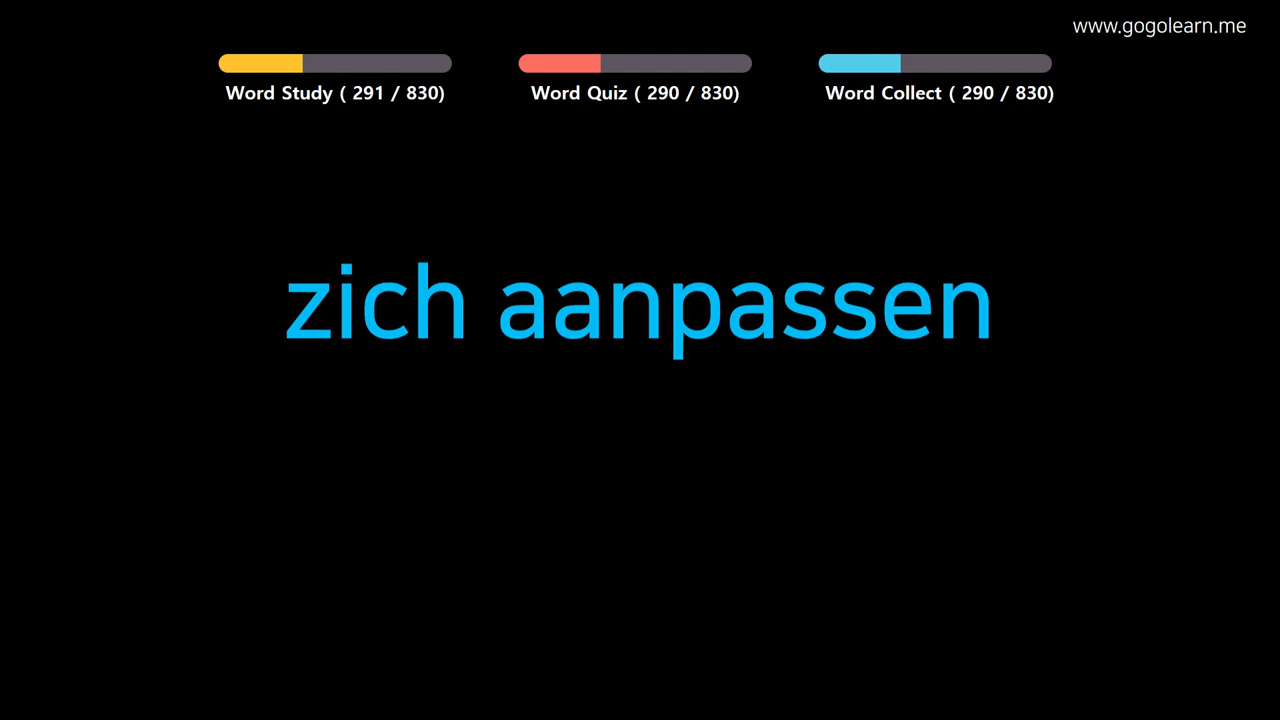 www.gogolearn.me
Word Study ( 291 / 830)
Word Quiz ( 290 / 830)
Word Collect ( 290 / 830)
zich aanpassen